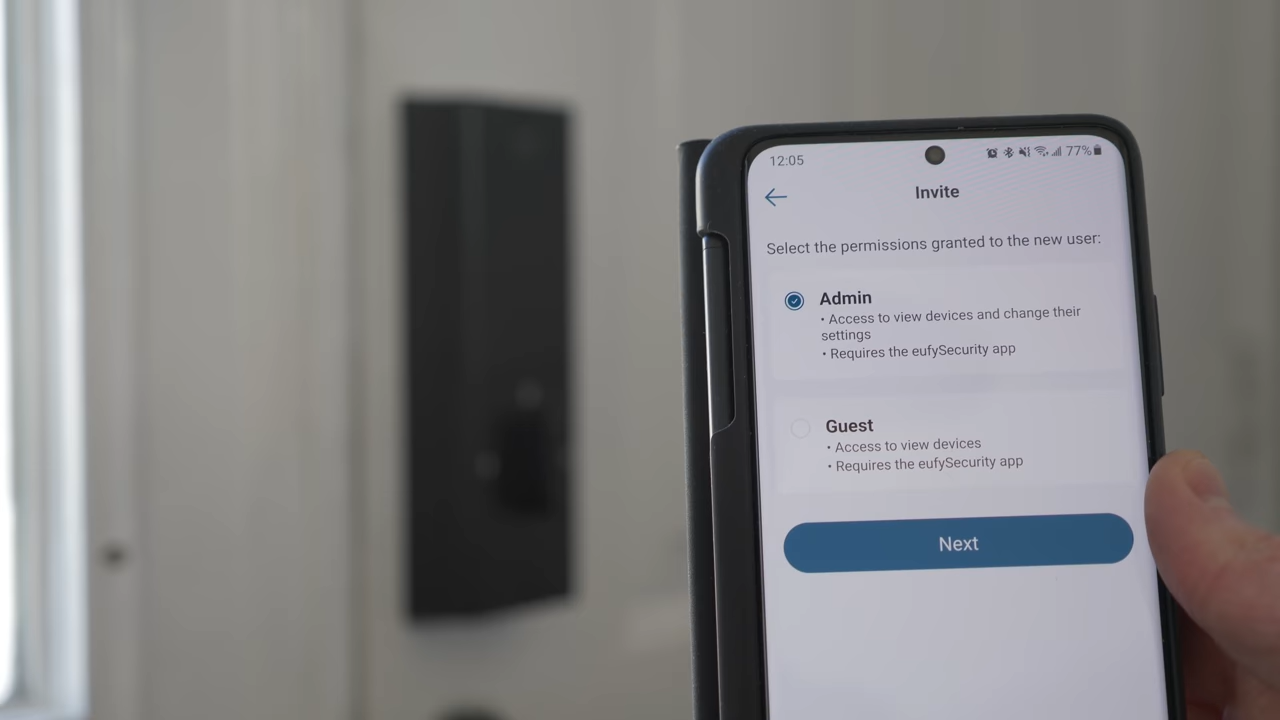 12:05
77%
Invite
Select the permissions granted to the new user:
Admin
• Access to view devices and change their
settings
• Requires the eufySecurity app
Guest
• Access to view devices
• Requires the eufySecurity app
Next